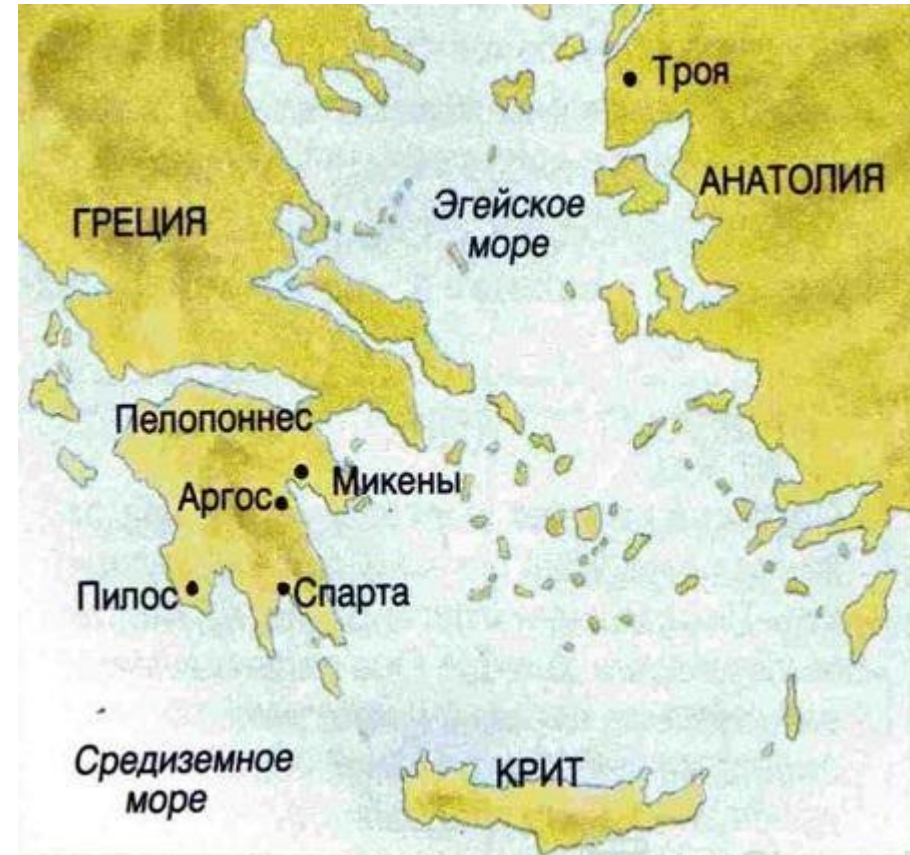 Троя
АНАТОЛИЯ
Эгейское
море
ГРЕЦИЯ
Пелопоннес
Микены
Аргос
Пилос
Спарта
Средиземное
море
КРИТ